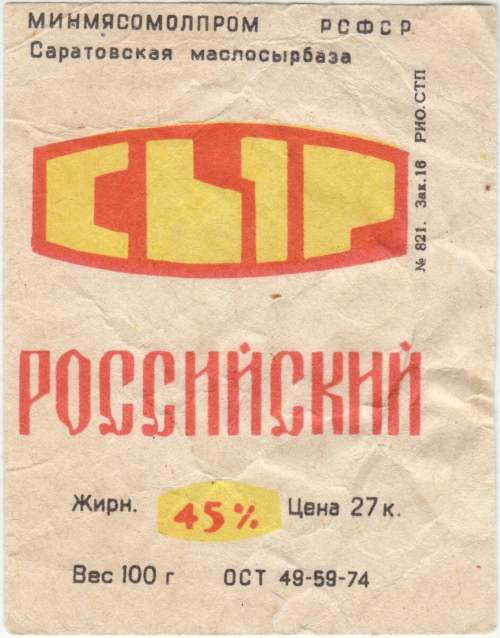 МИНМЯСОМОЛПРОМ РСФСР
Саратовская маслосырбаза
СЫР
№ 821. Зак.16 РИО.СТП
РОССИЙСКИЙ
Жирн. 45% Цена 27 к.
Вес 100 г ОСТ 49-59-74